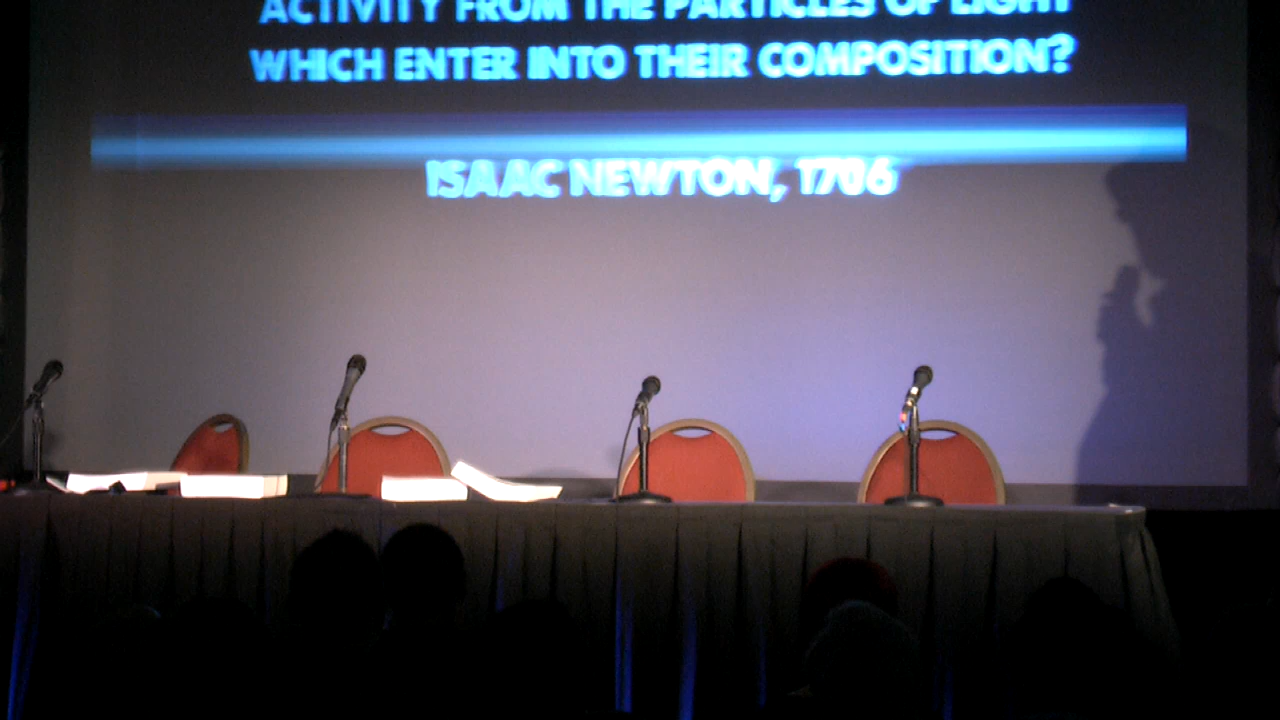 ACTIVITY FROM THE PARTICLES OF LIGHT
WHICH ENTER INTO THEIR COMPOSITION?
ISAAC NEWTON, 1706